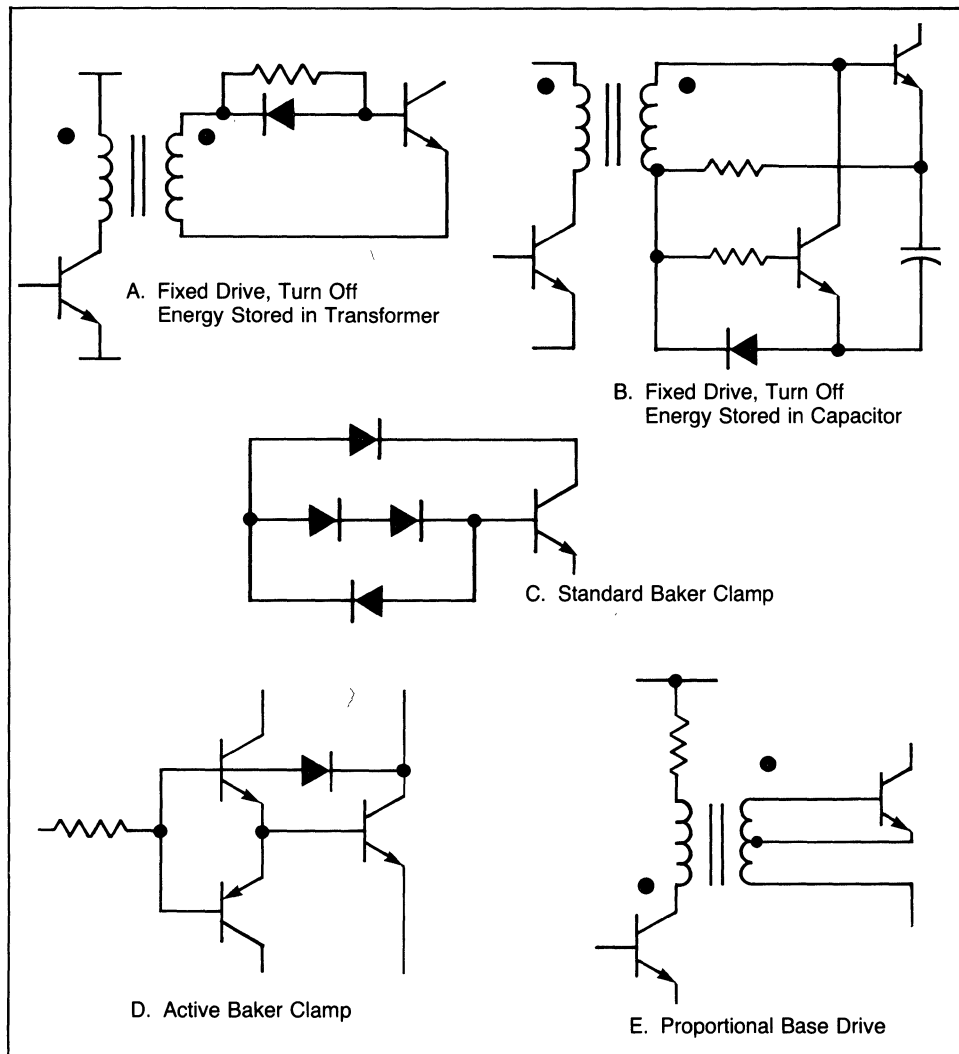 A. Fixed Drive, Turn Off
Energy Stored in Transformer
B. Fixed Drive, Turn Off
Energy Stored in Capacitor
C. Standard Baker Clamp
D. Active Baker Clamp
E. Proportional Base Drive